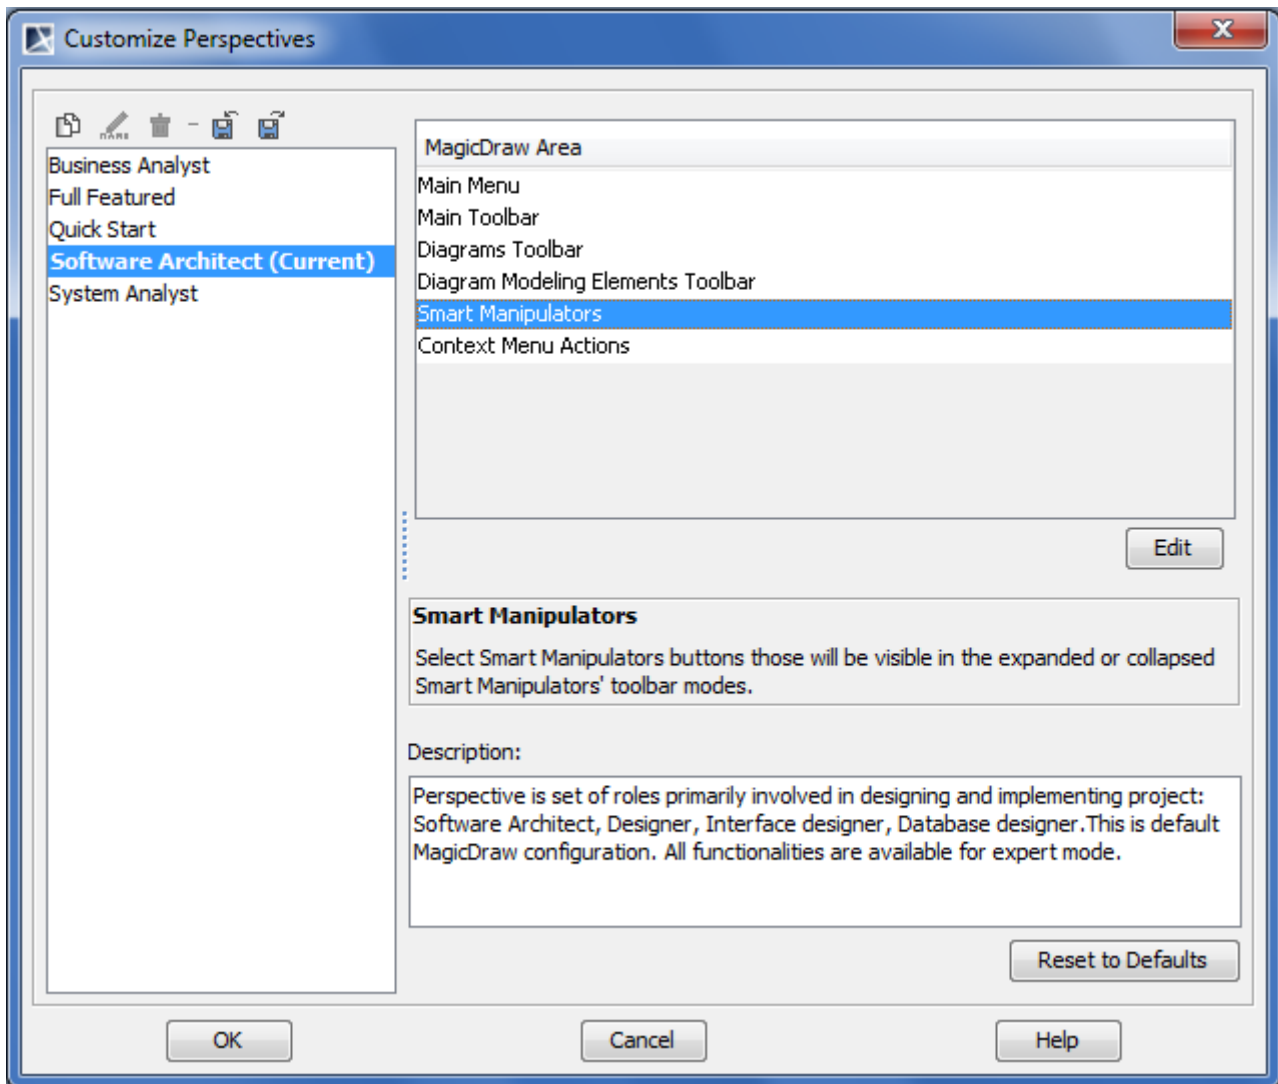 Customize Perspectives
NAME
Business Analyst
Full Featured
Quick Start
Software Architect (Current)
System Analyst
MagicDraw Area
Main Menu
Main Toolbar
Diagrams Toolbar
Diagram Modeling Elements Toolbar
Smart Manipulators
Context Menu Actions
Edit
Smart Manipulators
Select Smart Manipulators buttons those will be visible in the expanded or collapsed
Smart Manipulators' toolbar modes.
Description:
Perspective is set of roles primarily involved in designing and implementing project:
Software Architect, Designer, Interface designer, Database designer.This is default
MagicDraw configuration. All functionalities are available for expert mode.
Reset to Defaults
OK
Cancel
Help